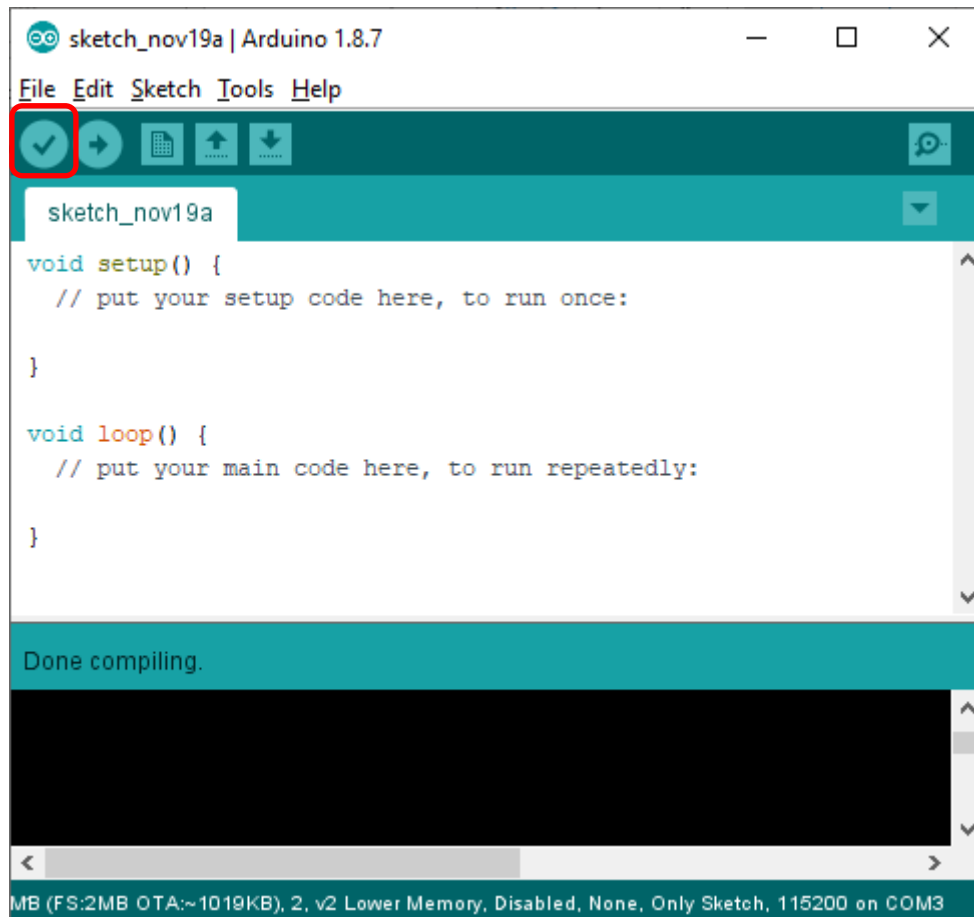 sketch_nov19a | Arduino 1.8.7
File Edit Sketch Tools Help
sketch_nov19a
void setup() {
  // put your setup code here, to run once:
}
void loop() {
  // put your main code here, to run repeatedly:
}
Done compiling.
MB (FS:2MB OTA:~1019KB), 2, v2 Lower Memory, Disabled, None, Only Sketch, 115200 on COM3